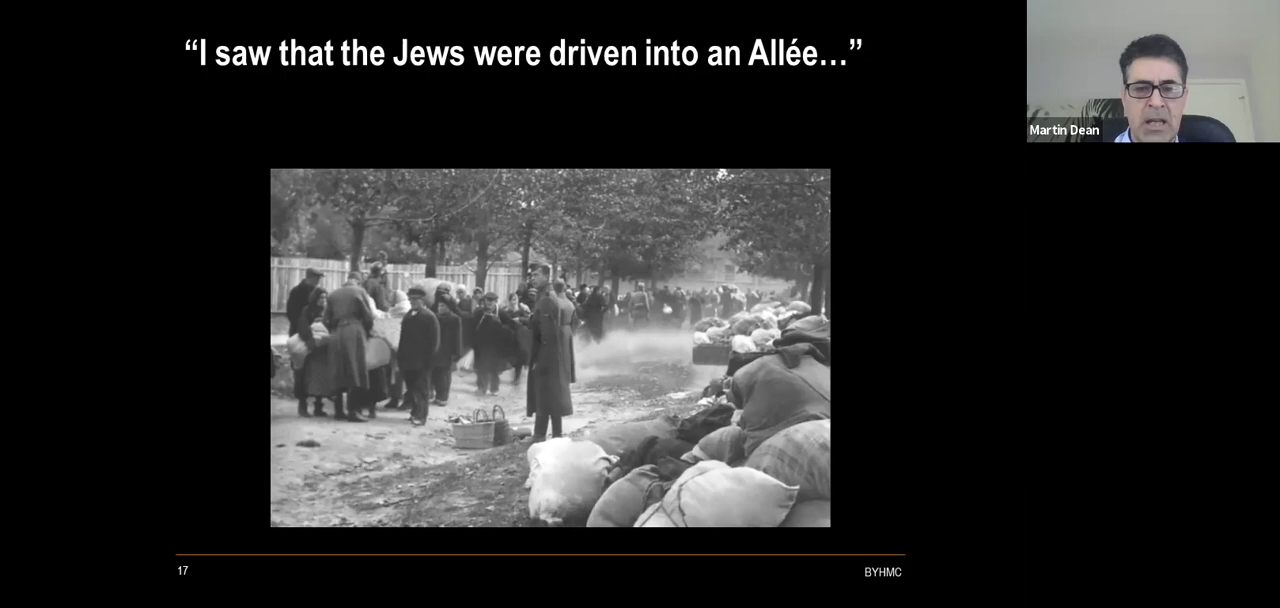 “I saw that the Jews were driven into an Allée…”
Martin Dean
17
BYHMC